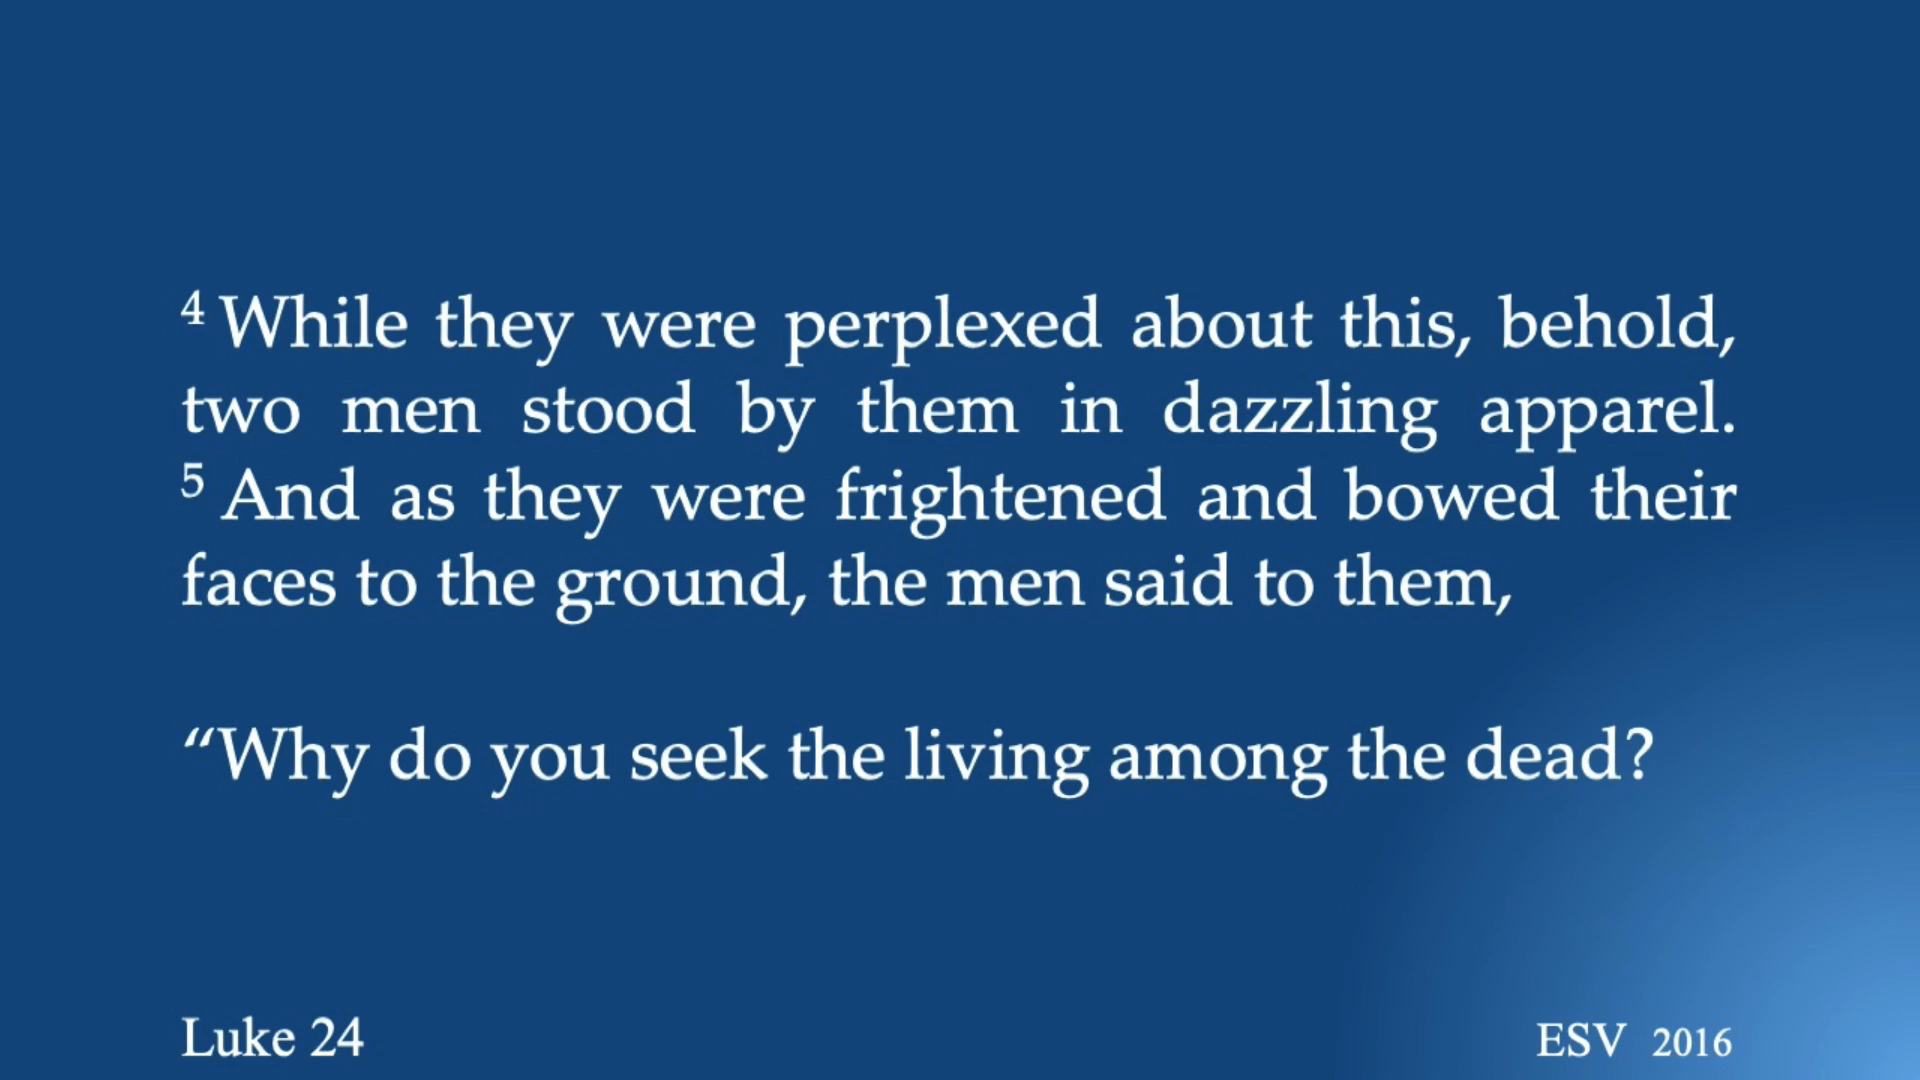 4 While they were perplexed about this, behold,
two men stood by them in dazzling apparel.
5 And as they were frightened and bowed their
faces to the ground, the men said to them,
“Why do you seek the living among the dead?
Luke 24
ESV 2016